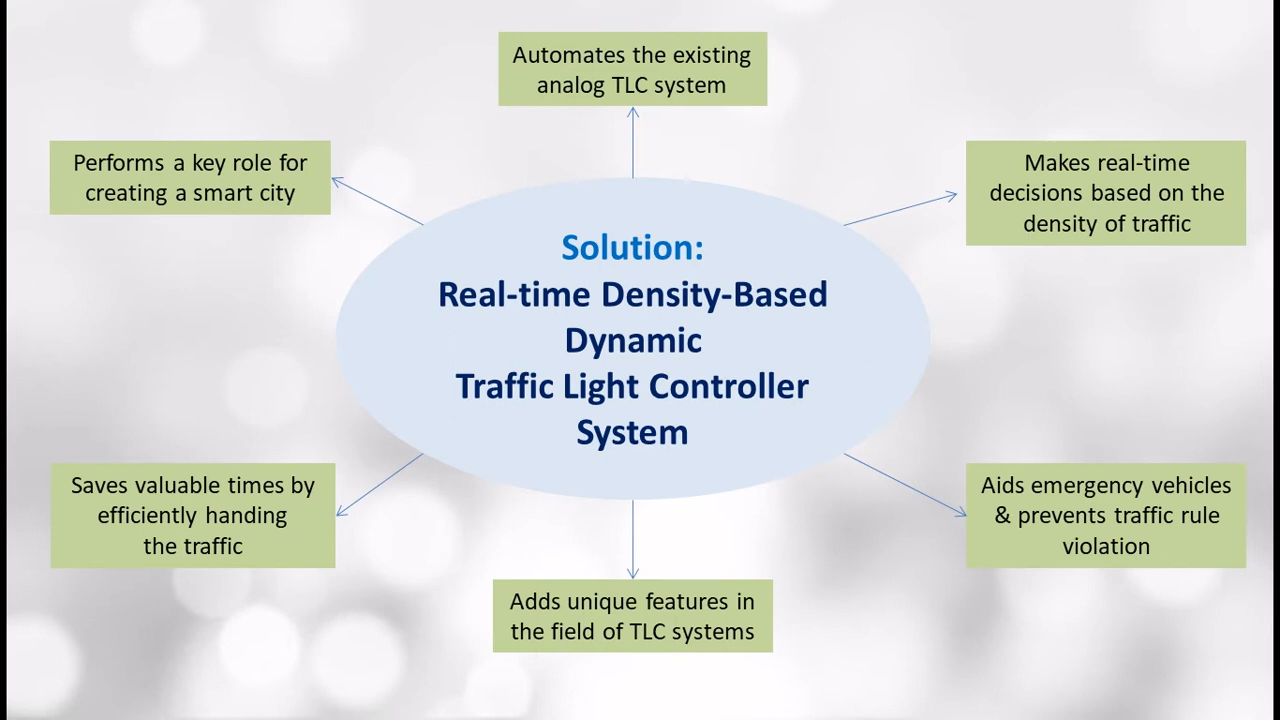 Automates the existing
analog TLC system
Performs a key role for
creating a smart city
Makes real-time
decisions based on the
density of traffic
Solution:
Real-time Density-Based
Dynamic
Traffic Light Controller
System
Saves valuable times by
efficiently handing
the traffic
Aids emergency vehicles
& prevents traffic rule
violation
Adds unique features in
the field of TLC systems